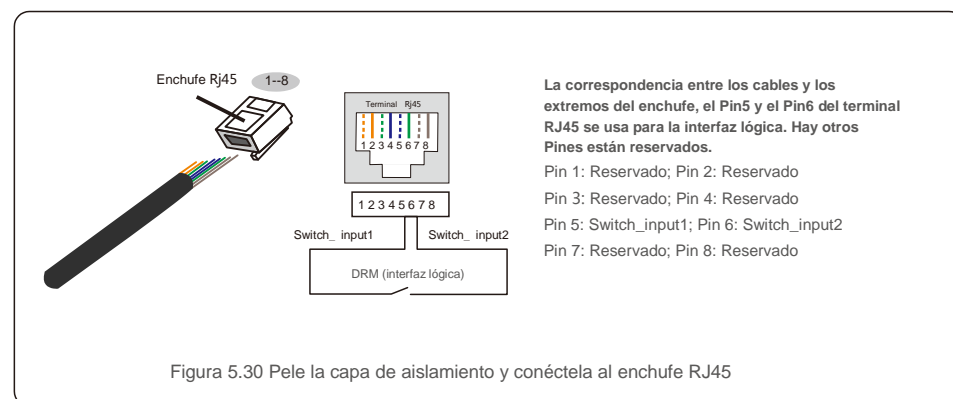 Enchufe Rj45 1--8
Terminal Rj45
1 2 3 4 5 6 7 8
1 2 3 4 5 6 7 8
Switch_ input1 Switch_ input2
DRM (interfaz lógica)
La correspondencia entre los cables y los
extremos del enchufe, el Pin5 y el Pin6 del terminal
RJ45 se usa para la interfaz lógica. Hay otros
Pines están reservados.
Pin 1: Reservado; Pin 2: Reservado
Pin 3: Reservado; Pin 4: Reservado
Pin 5: Switch_input1; Pin 6: Switch_input2
Pin 7: Reservado; Pin 8: Reservado
Figura 5.30 Pele la capa de aislamiento y conéctela al enchufe RJ45